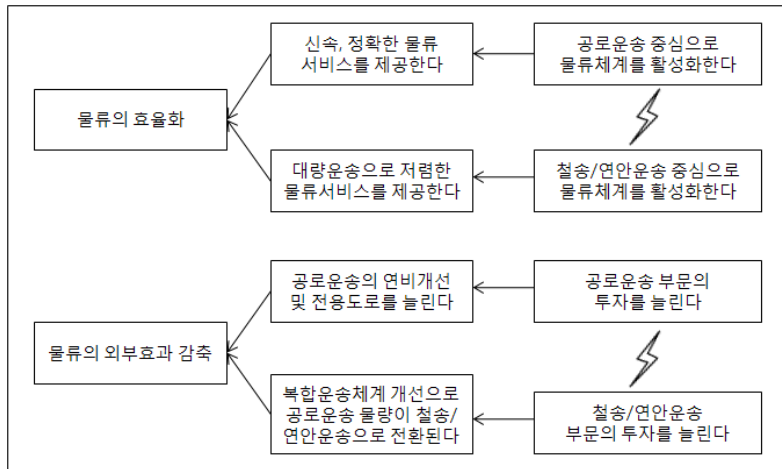 신속, 정확한 물류
서비스를 제공한다
공로운송 중심으로
물류체계를 활성화한다
물류의 효율화
대량운송으로 저렴한
물류서비스를 제공한다
철송/연안운송 중심으로
물류체계를 활성화한다
공로운송의 연비개선
및 전용도로를 늘린다
공로운송 부문의
투자를 늘린다
물류의 외부효과 감축
복합운송체계 개선으로
공로운송 물량이 철송/
연안운송으로 전환된다
철송/연안운송
부문의 투자를 늘린다